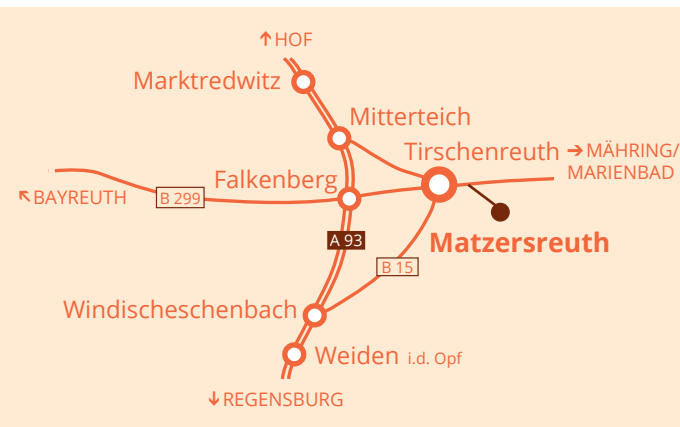 ↑HOF
Marktredwitz
Mitterteich
Tirschenreuth
→MÄHRING/
MARIENBAD
Falkenberg
↖BAYREUTH
B 299
A 93
Matzersreuth
B 15
Windischeschenbach
Weiden i.d. Opf
↓REGENSBURG